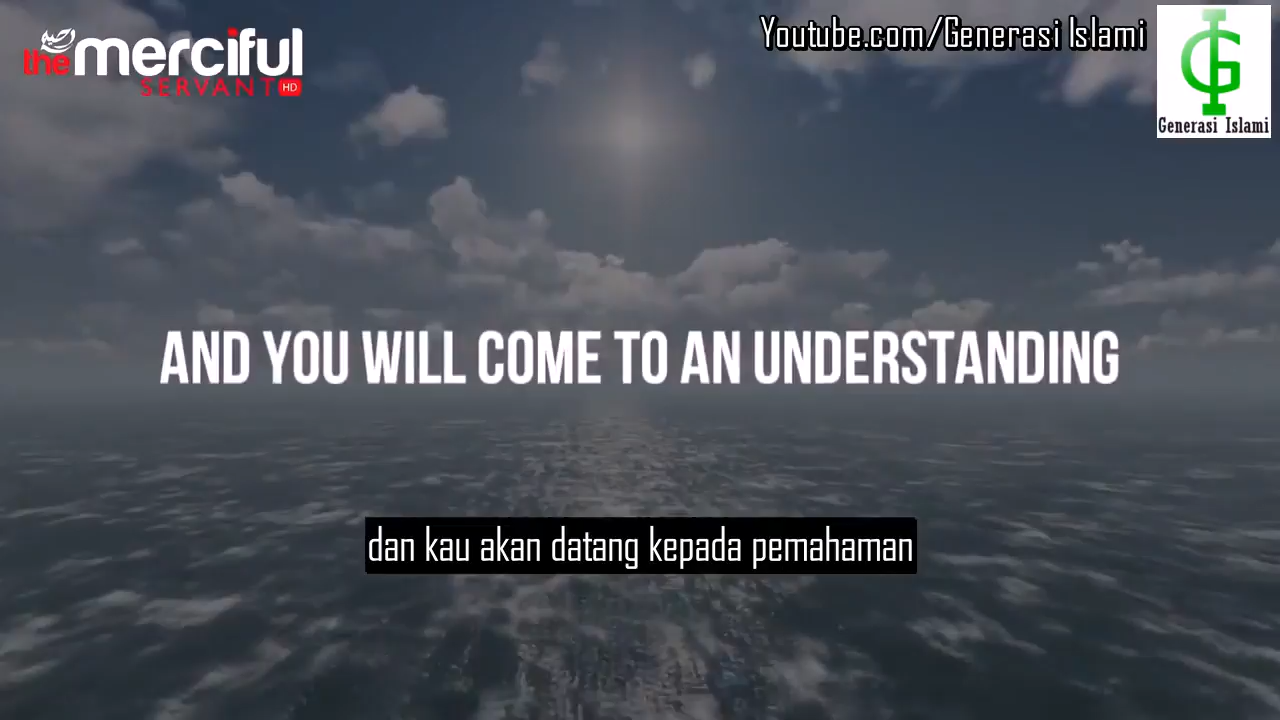 the merciful
SERVANT HD
Youtube.com/Generasi Islami
IG
Generasi Islami
AND YOU WILL COME TO AN UNDERSTANDING
dan kau akan datang kepada pemahaman